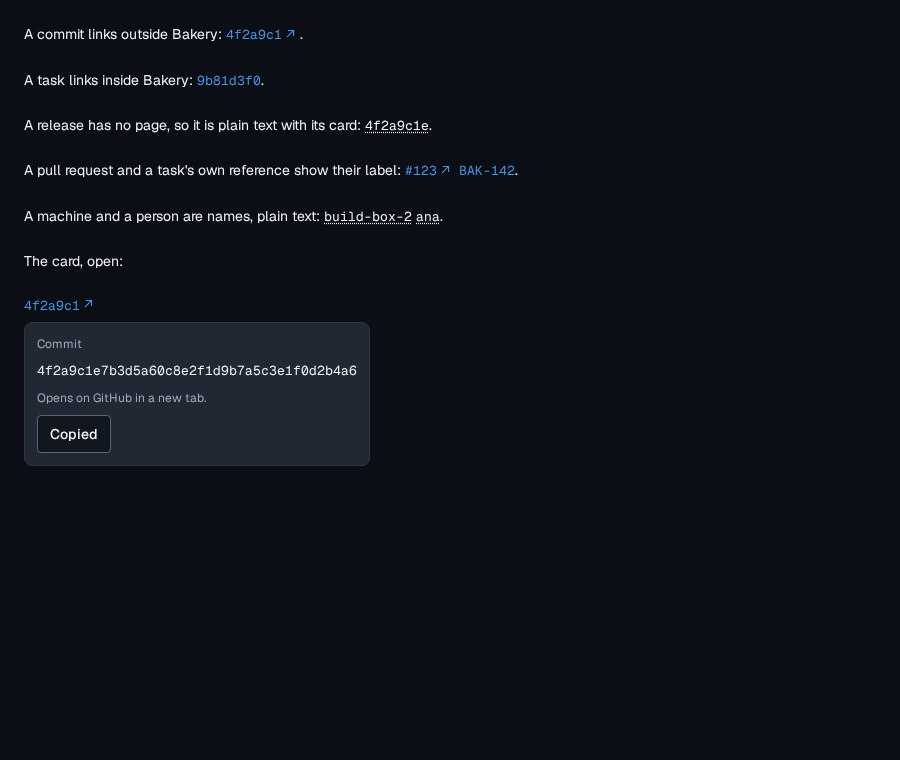 A commit links outside Bakery: 4f2a9c1 ↗ .
A task links inside Bakery: 9b81d3f0.
A release has no page, so it is plain text with its card: 4f2a9c1e.
A pull request and a task's own reference show their label: #123 ↗ BAK-142.
A machine and a person are names, plain text: build-box-2 ana.
The card, open:
4f2a9c1 ↗
Commit
4f2a9c1e7b3d5a60c8e2f1d9b7a5c3e1f0d2b4a6
Opens on GitHub in a new tab.
Copied